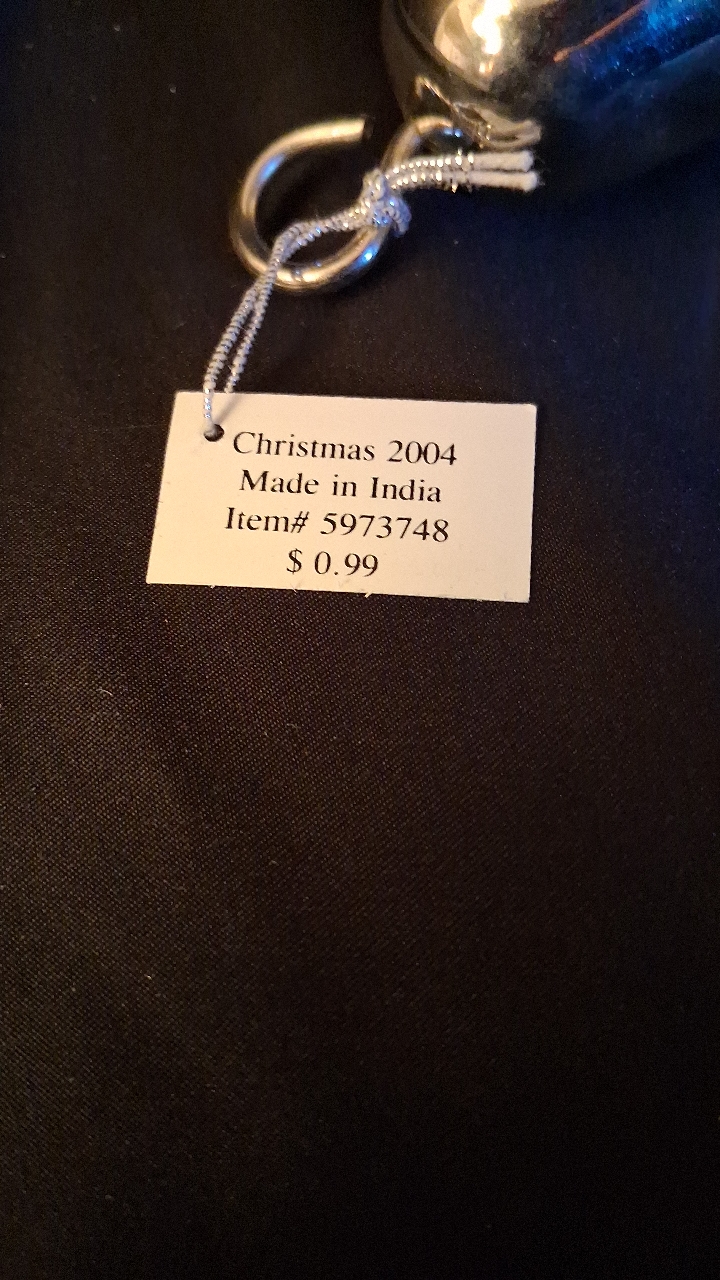 Christmas 2004
Made in India
Item# 5973748
$ 0.99